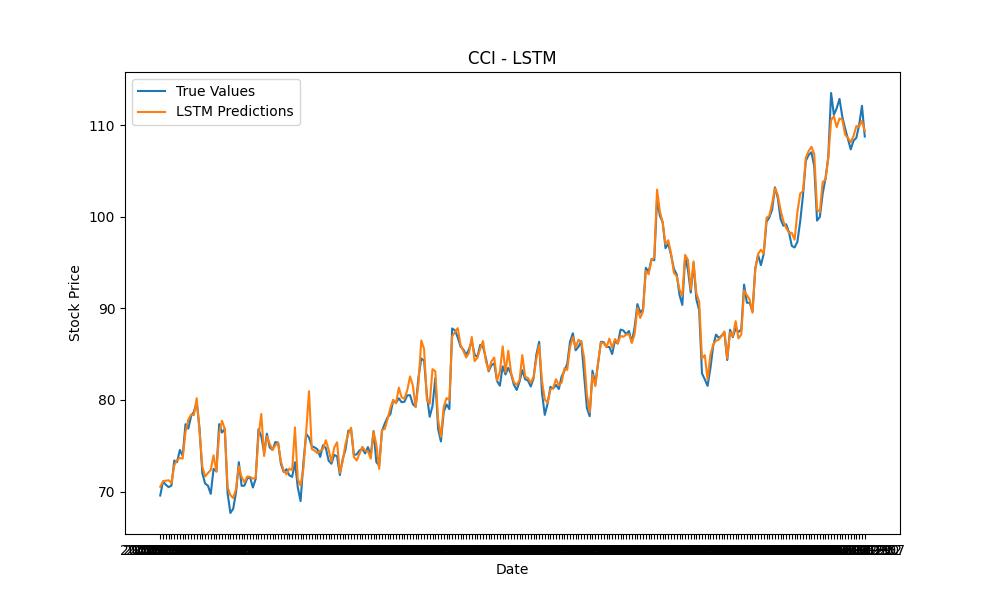 CCI - LSTM
True Values
LSTM Predictions
Stock Price
110
100
90
80
70
Date